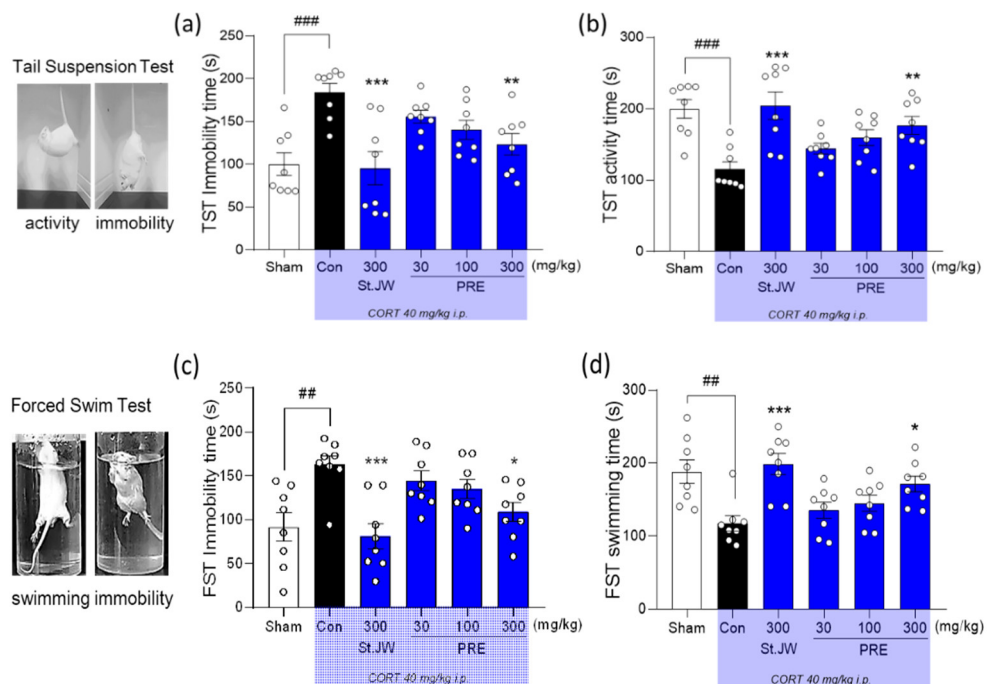 (a)
###
Tail Suspension Test
activity immobility
TST Immobility time (s)
250
200
150
100
50
0
***
**
Sham Con 300 30 100 300 (mg/kg)
St.JW PRE
CORT 40 mg/kg i.p.
(b)
###
TST activity time (s)
300
200
100
0
***
**
Sham Con 300 30 100 300 (mg/kg)
St.JW PRE
CORT 40 mg/kg i.p.
(c)
##
Forced Swim Test
swimming immobility
FST Immobility time (s)
250
200
150
100
50
0
***
*
Sham Con 300 30 100 300 (mg/kg)
St.JW PRE
CORT 40 mg/kg i.p.
(d)
##
FST swimming time (s)
300
200
100
0
***
*
Sham Con 300 30 100 300 (mg/kg)
St.JW PRE
CORT 40 mg/kg i.p.